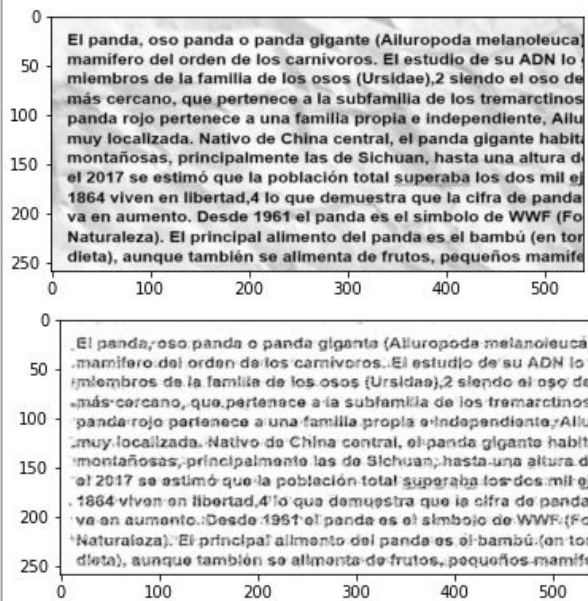 0
El panda, oso panda o panda gigante (Ailuropoda melanoleuca)
mamífero del orden de los carnívoros. El estudio de su ADN lo
50
miembros de la familia de los osos (Ursidae),2 siendo el oso de
más cercano, que pertenece a la subfamilia de los tremarctinos
100
panda rojo pertenece a una familia propia e independiente, Ailu
muy localizada. Nativo de China central, el panda gigante habit
150
montañosas, principalmente las de Sichuan, hasta una altura d
el 2017 se estimó que la población total superaba los dos mil ej
1864 viven en libertad,4 lo que demuestra que la cifra de panda
200
va en aumento. Desde 1961 el panda es el símbolo de WWF (Fo
Naturaleza). El principal alimento del panda es el bambú (en tor
250
dieta), aunque también se alimenta de frutos, pequeños mamife
0 100 200 300 400 500
0
El panda, oso panda o panda gigante (Ailuropoda melanoleuca
mamífero del orden de los carnívoros. El estudio de su ADN lo
50
miembros de la familia de los osos (Ursidae),2 siendo el oso de
más cercano, que pertenece a la subfamilia de los tremarctinos
100
panda rojo pertenece a una familia propia e independiente, Ailu
muy localizada. Nativo de China central, el panda gigante habit
150
montañosas, principalmente las de Sichuan, hasta una altura d
el 2017 se estimó que la población total superaba los dos mil ej
1864 viven en libertad,4 lo que demuestra que la cifra de panda
200
va en aumento. Desde 1961 el panda es el símbolo de WWF (Fo
Naturaleza). El principal alimento del panda es el bambú (en tor
250
dieta), aunque también se alimenta de frutos, pequeños mamife
0 100 200 300 400 500